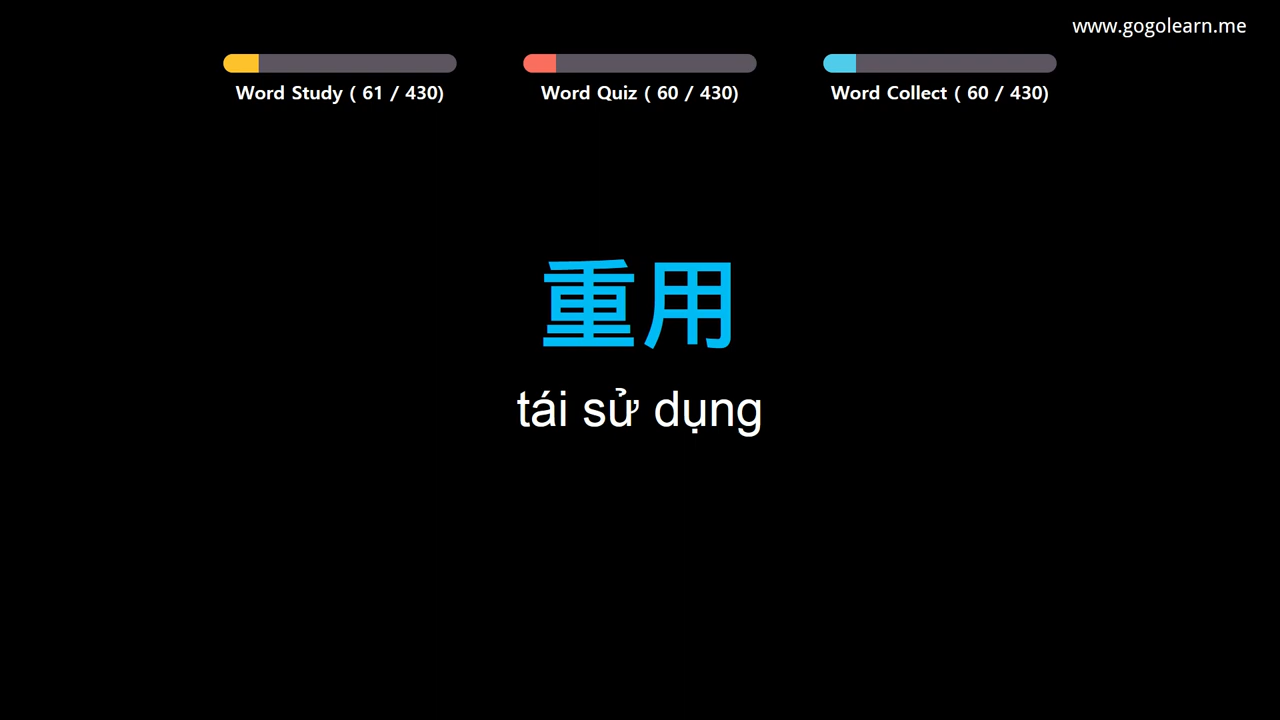 www.gogolearn.me
Word Study ( 61 / 430)
Word Quiz ( 60 / 430)
Word Collect ( 60 / 430)
重用
tái sử dụng